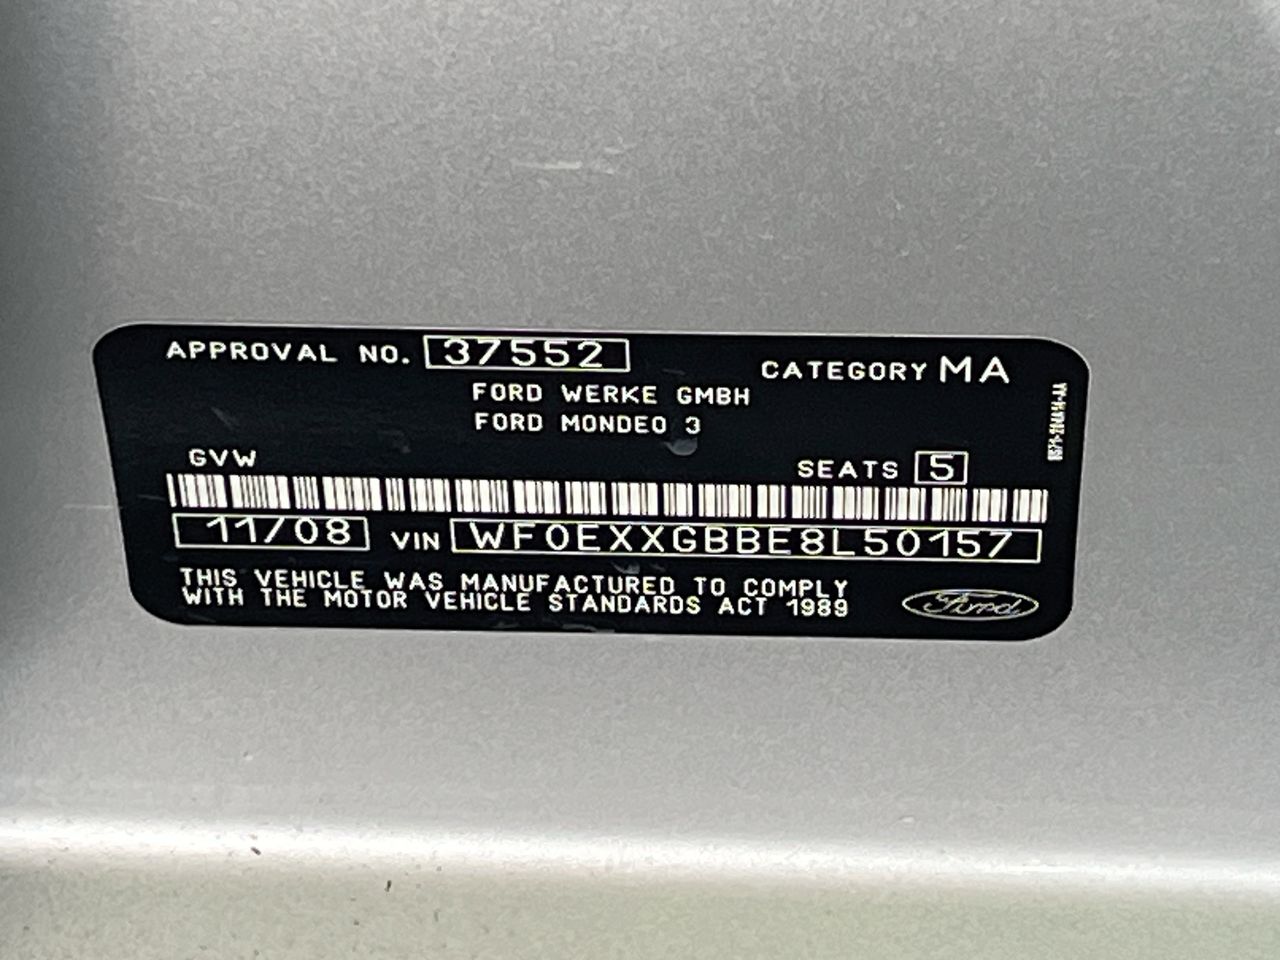 APPROVAL NO. 37552
CATEGORY MA
FORD WERKE GMBH
FORD MONDEO 3
GVW
SEATS 5
11/08 VIN WF0EXXGBBE8L50157
THIS VEHICLE WAS MANUFACTURED TO COMPLY
WITH THE MOTOR VEHICLE STANDARDS ACT 1989
Ford